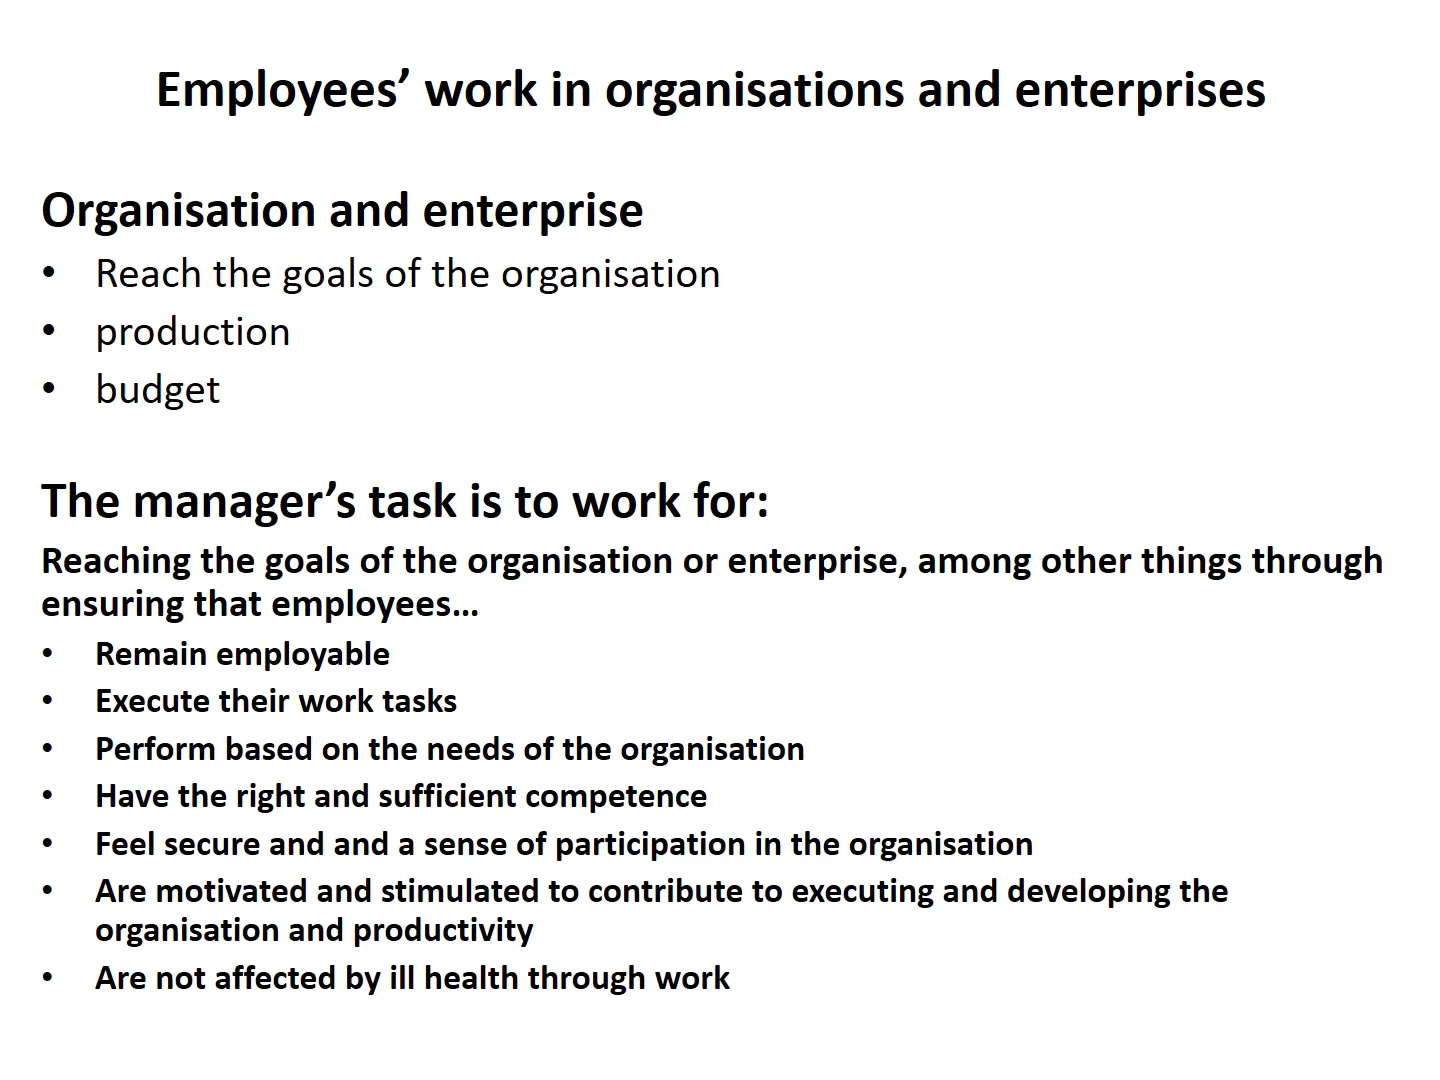 Employees’ work in organisations and enterprises
Organisation and enterprise
• Reach the goals of the organisation
• production
• budget
The manager’s task is to work for:
Reaching the goals of the organisation or enterprise, among other things through
ensuring that employees…
• Remain employable
• Execute their work tasks
• Perform based on the needs of the organisation
• Have the right and sufficient competence
• Feel secure and and a sense of participation in the organisation
• Are motivated and stimulated to contribute to executing and developing the
organisation and productivity
• Are not affected by ill health through work